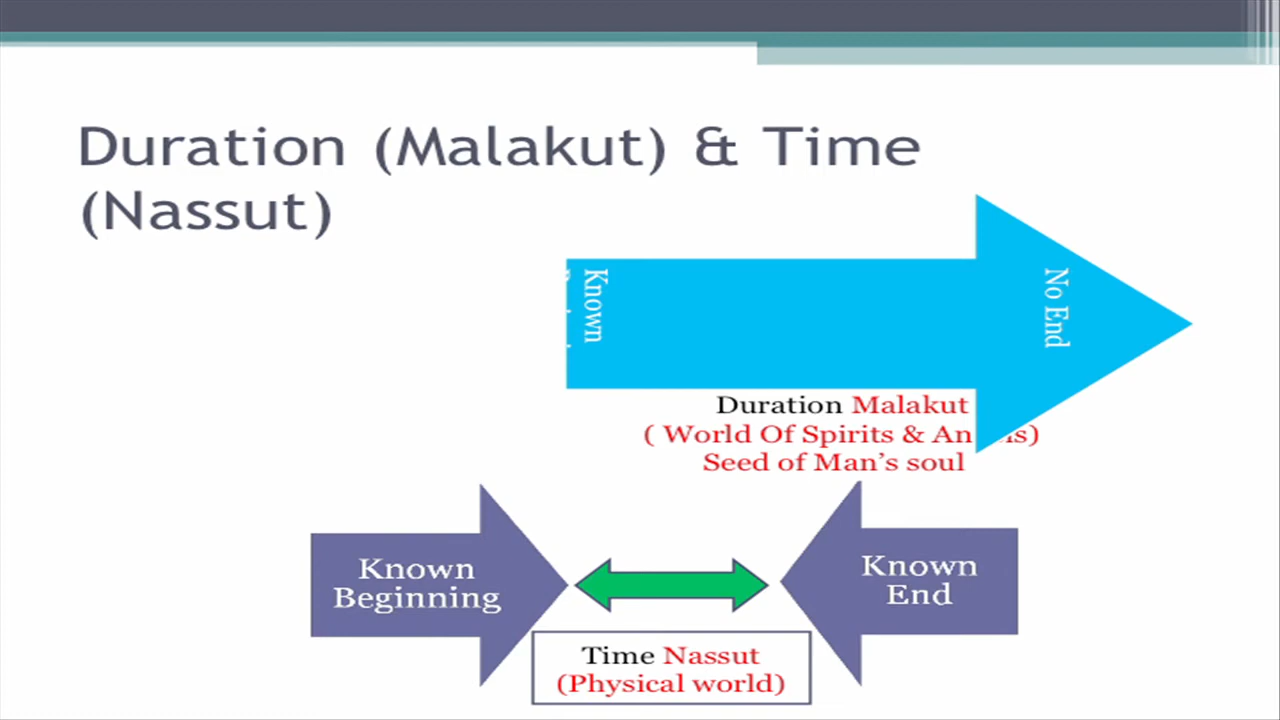 Duration (Malakut) & Time
(Nassut)
Known
No End
Duration Malakut
( World Of Spirits & An
Seed of Man's soul
Known
Beginning
Known
End
Time Nassut
(Physical world)